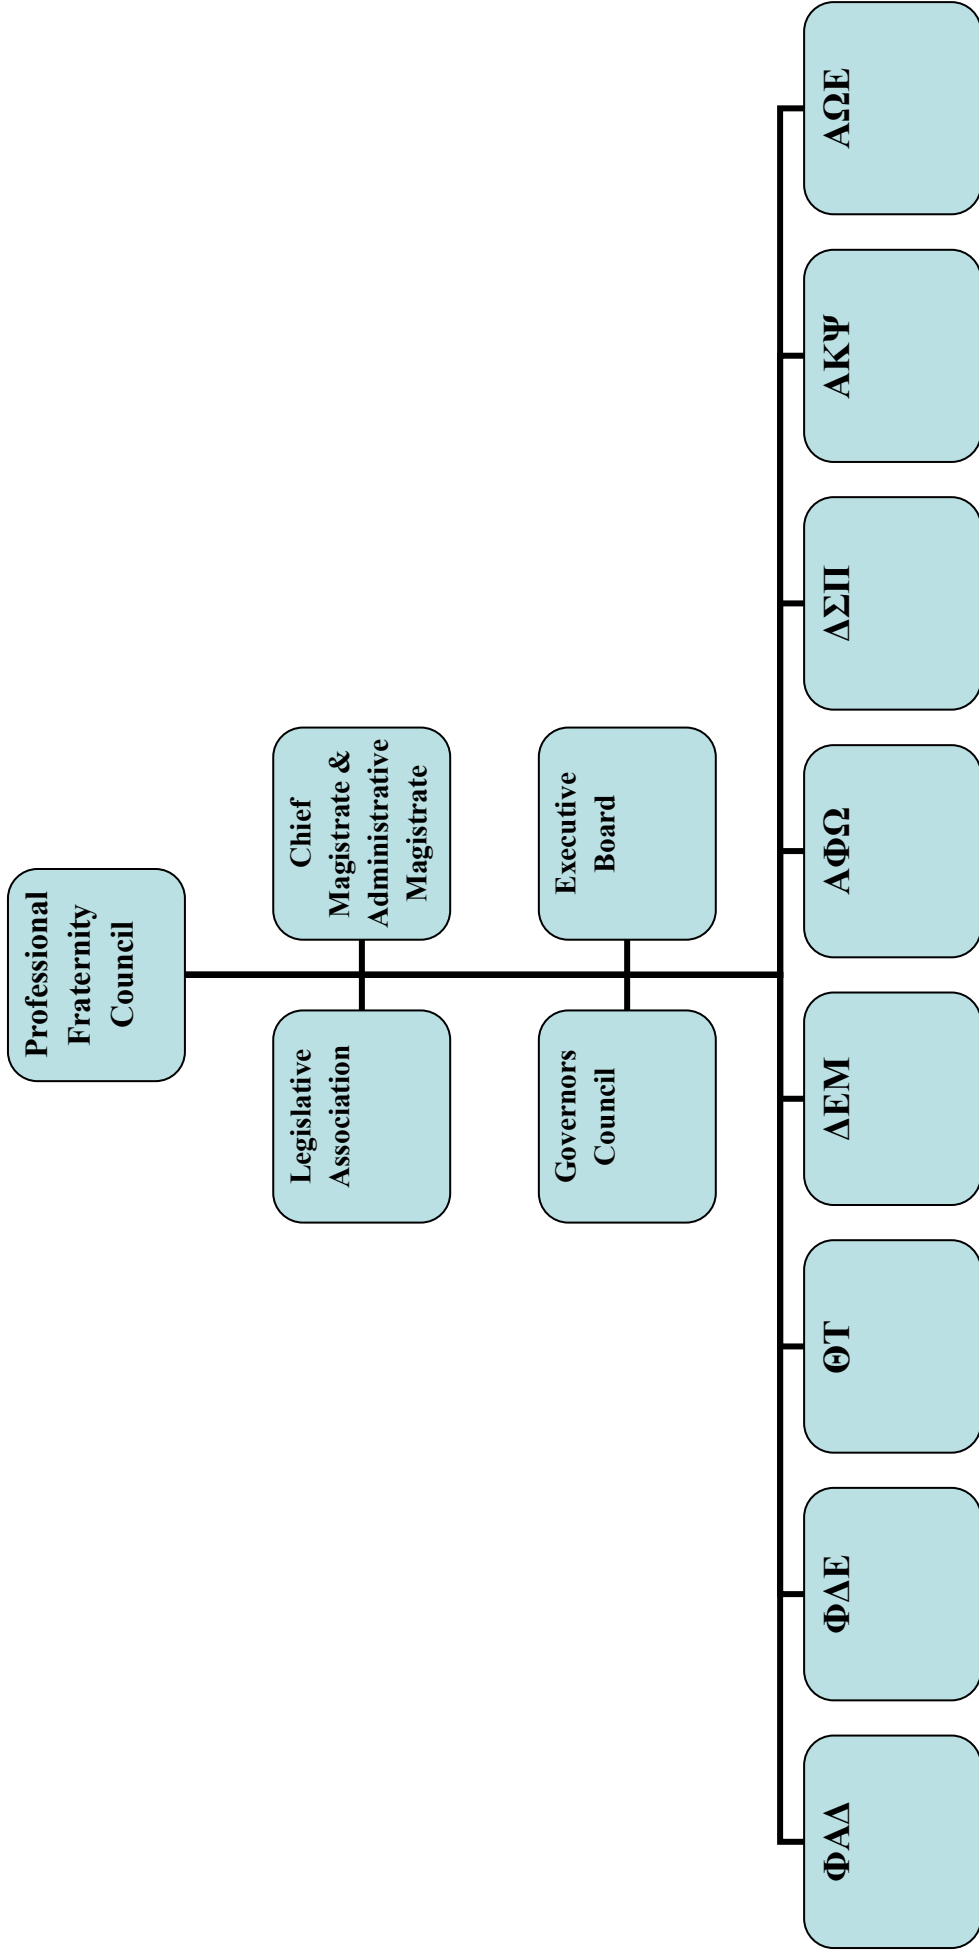 Professional
Fraternity
Council
Legislative
Association
Chief
Magistrate &
Administrative
Magistrate
Governors
Council
Executive
Board
ΦΑΔ
ΦΔΕ
ΘΤ
ΔΕΜ
ΑΦΩ
ΔΣΠ
ΑΚΨ
ΑΩΕ